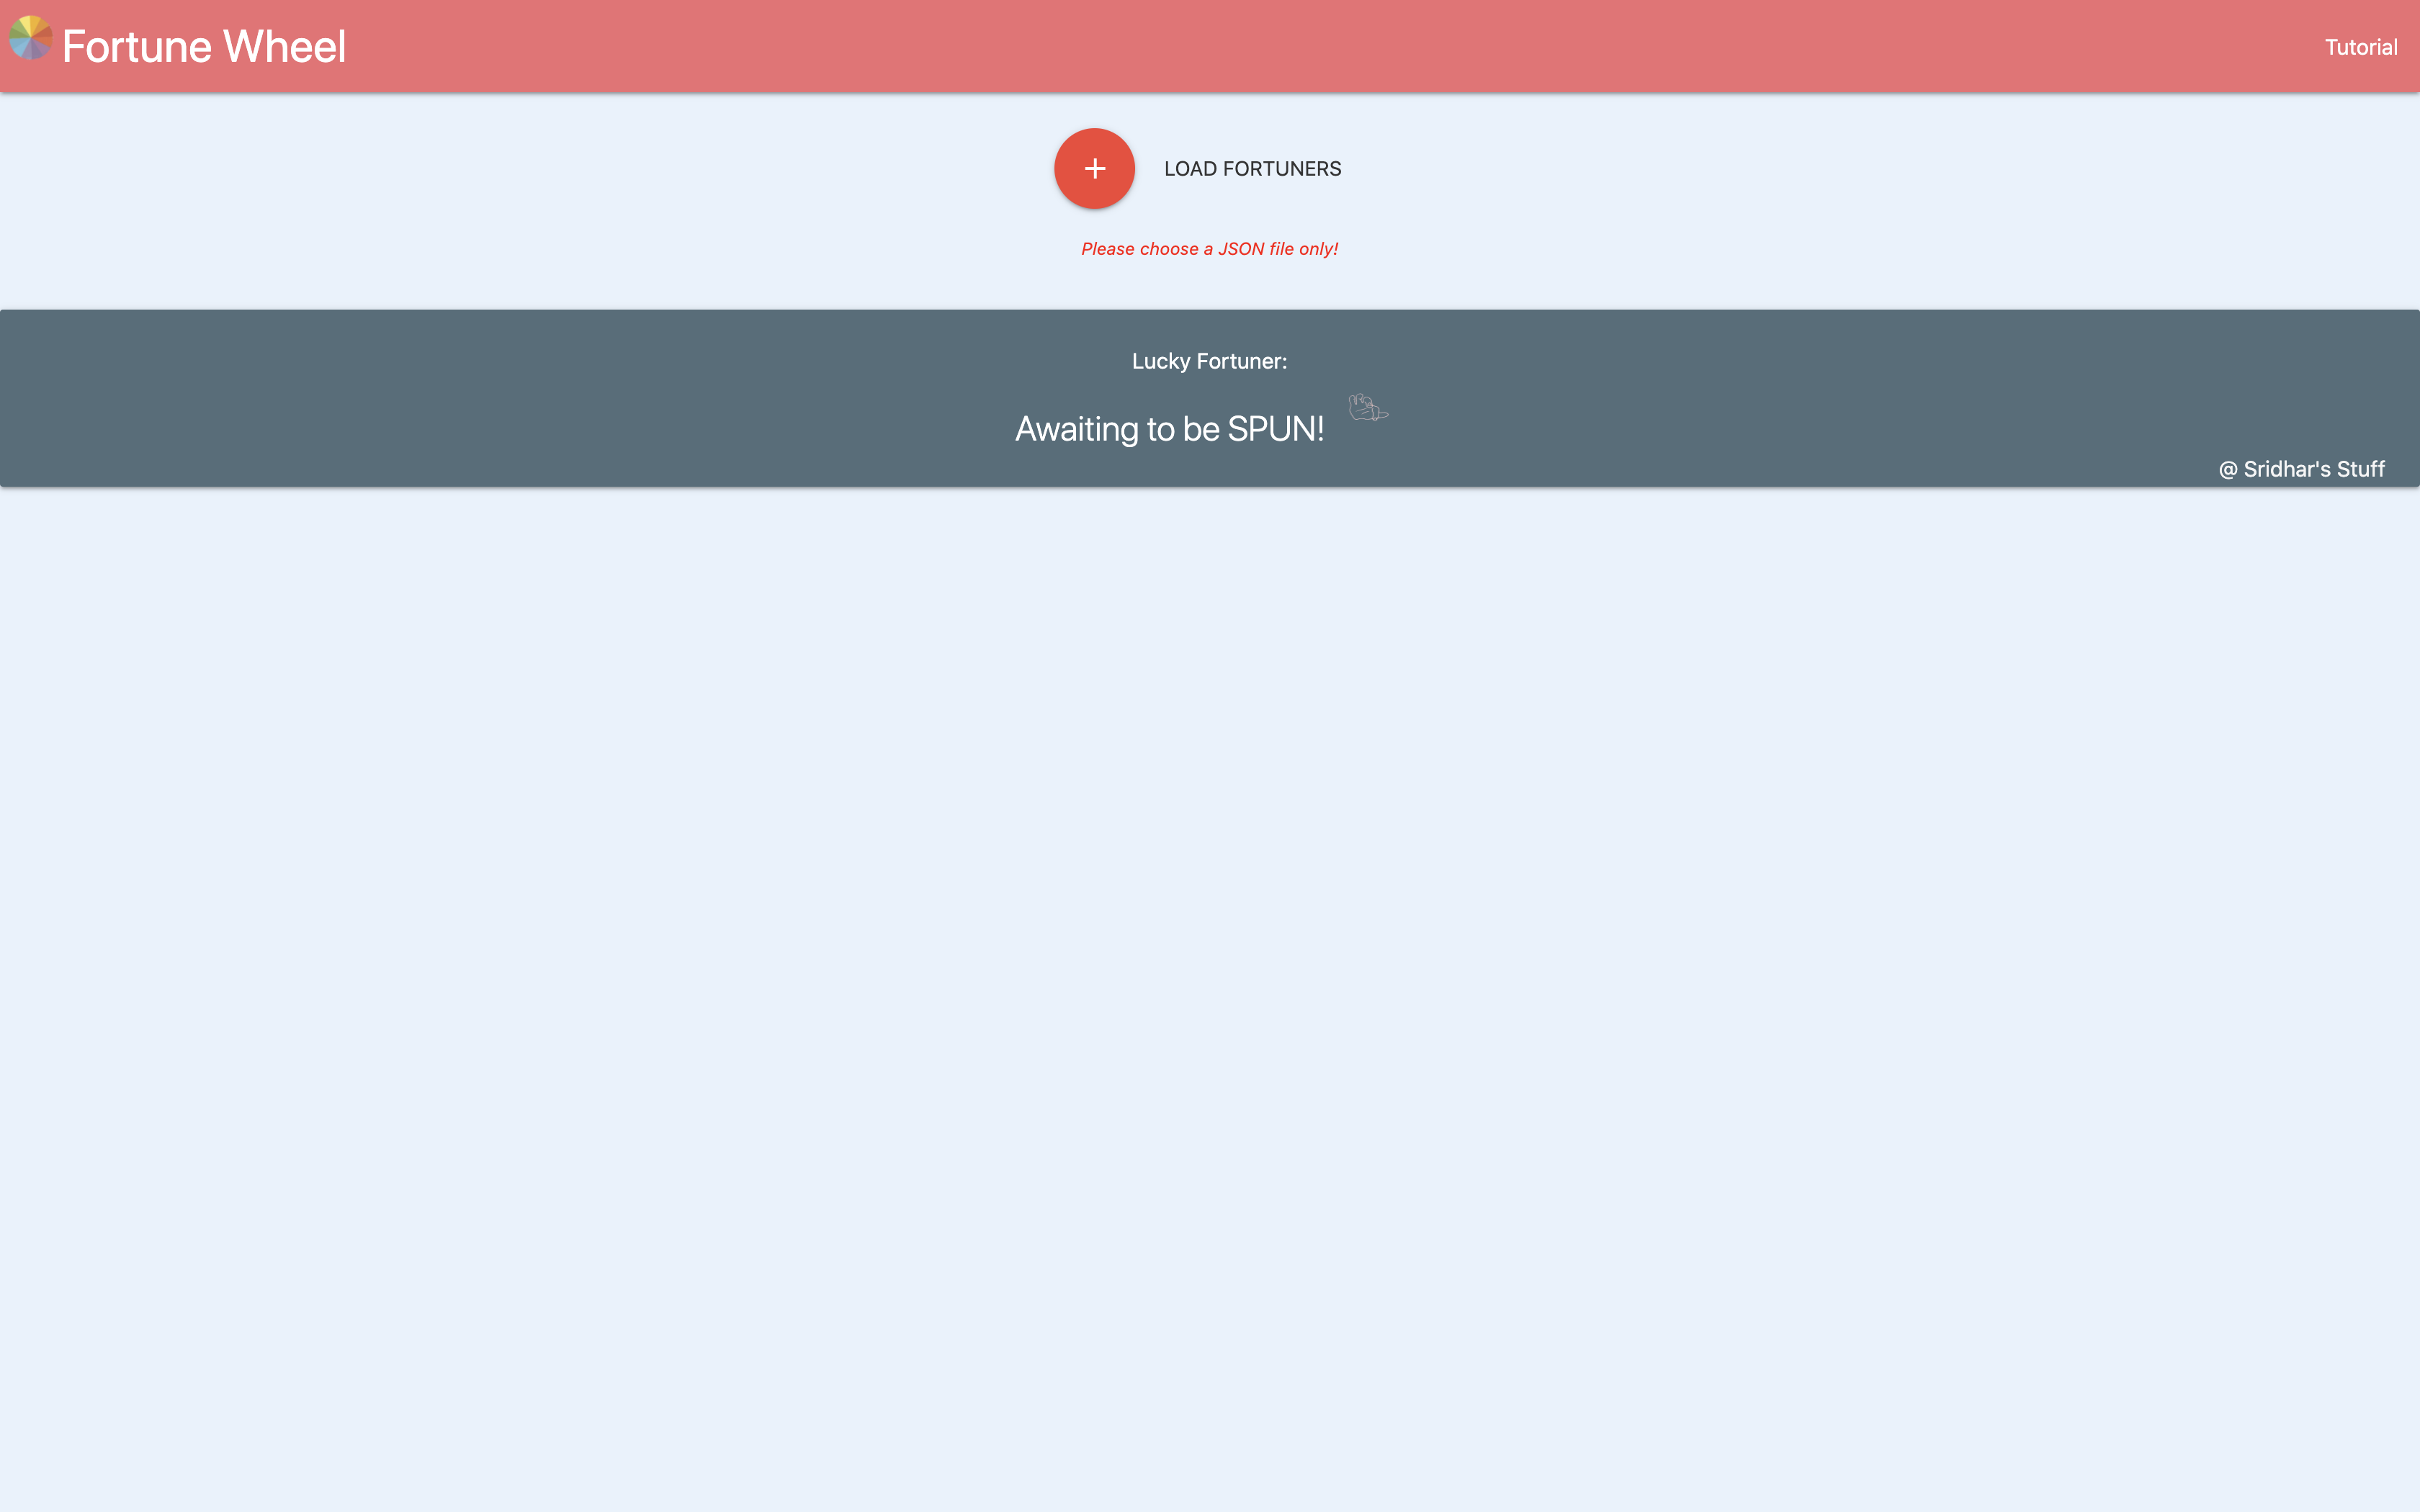 Fortune Wheel
Tutorial
LOAD FORTUNERS
Please choose a JSON file only!
Lucky Fortuner:
Awaiting to be SPUN!
@ Sridhar's Stuff